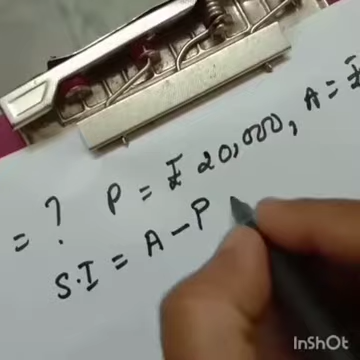 = ? P = ₹ 20,000, A = ₹
S.I = A - P
InShOt